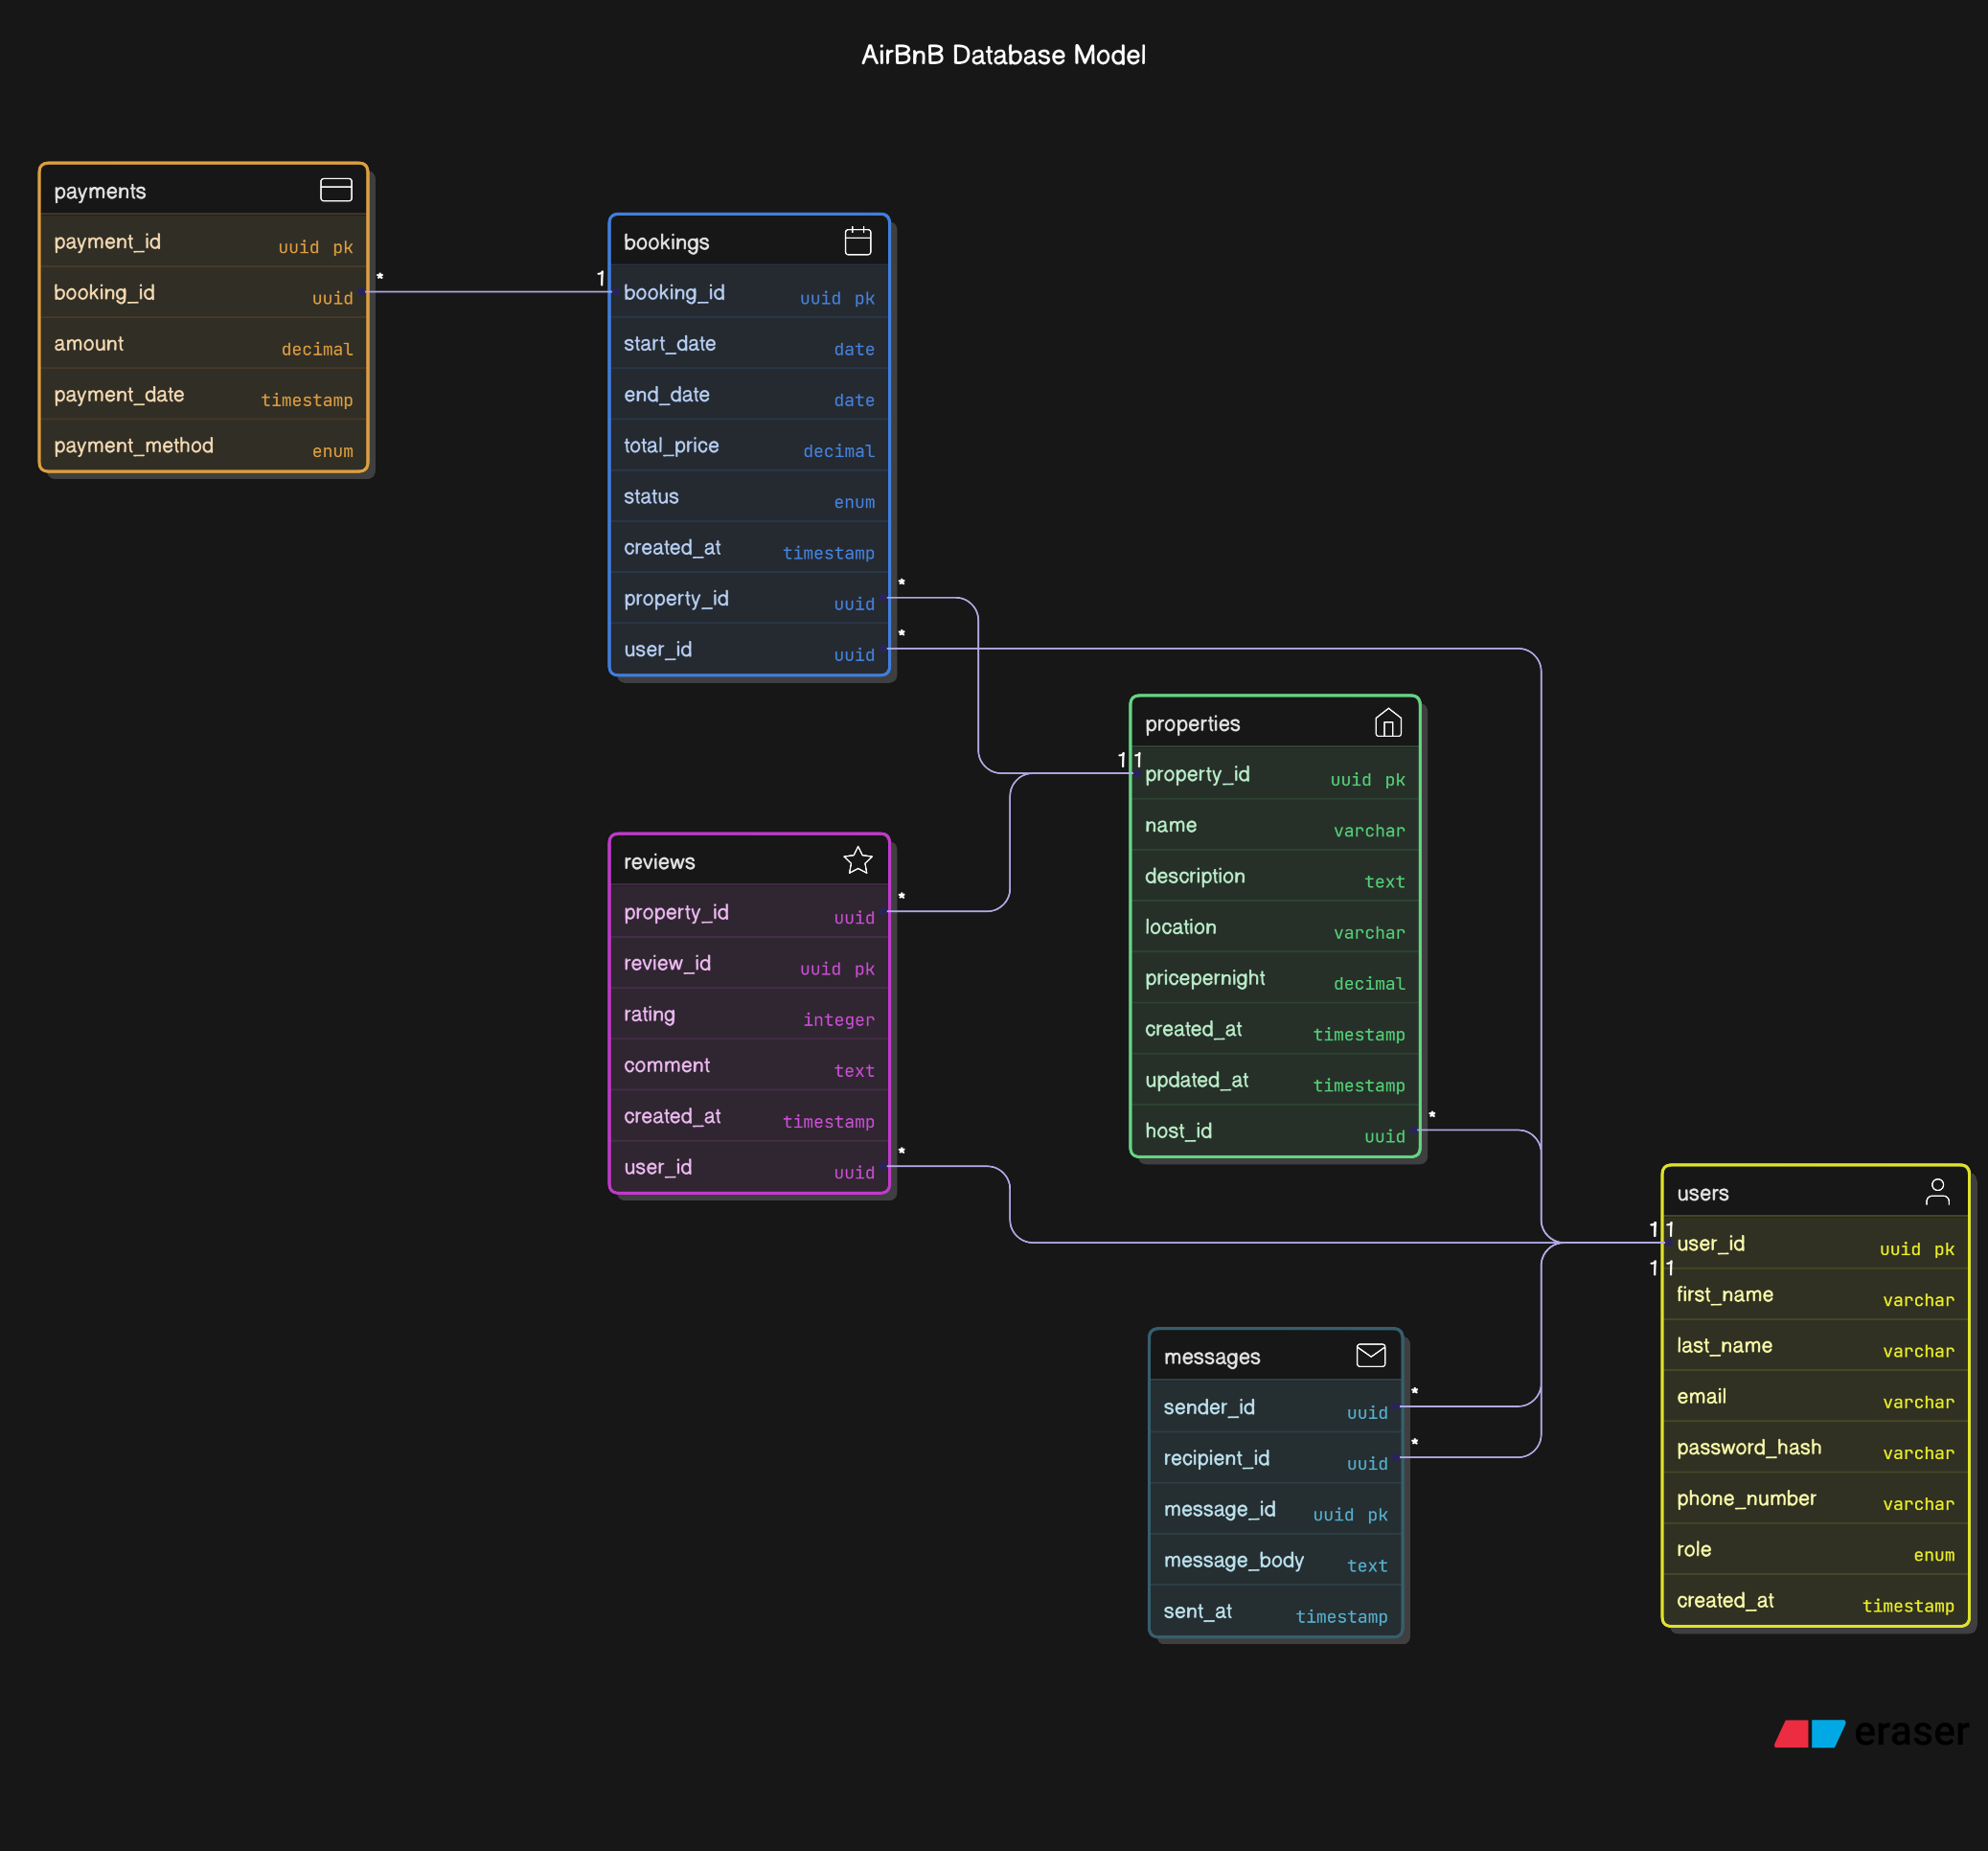 AirBnB Database Model
payments
payment_id uuid pk
booking_id uuid
amount decimal
payment_date timestamp
payment_method enum
*
1
bookings
booking_id uuid pk
start_date date
end_date date
total_price decimal
status enum
created_at timestamp
property_id uuid
user_id uuid
*
*
1 1
properties
property_id uuid pk
name varchar
description text
location varchar
pricepernight decimal
created_at timestamp
updated_at timestamp
host_id uuid
*
reviews
property_id uuid
review_id uuid pk
rating integer
comment text
created_at timestamp
user_id uuid
*
*
1 1
1 1
users
user_id uuid pk
first_name varchar
last_name varchar
email varchar
password_hash varchar
phone_number varchar
role enum
created_at timestamp
messages
sender_id uuid
recipient_id uuid
message_id uuid pk
message_body text
sent_at timestamp
*
*
eraser